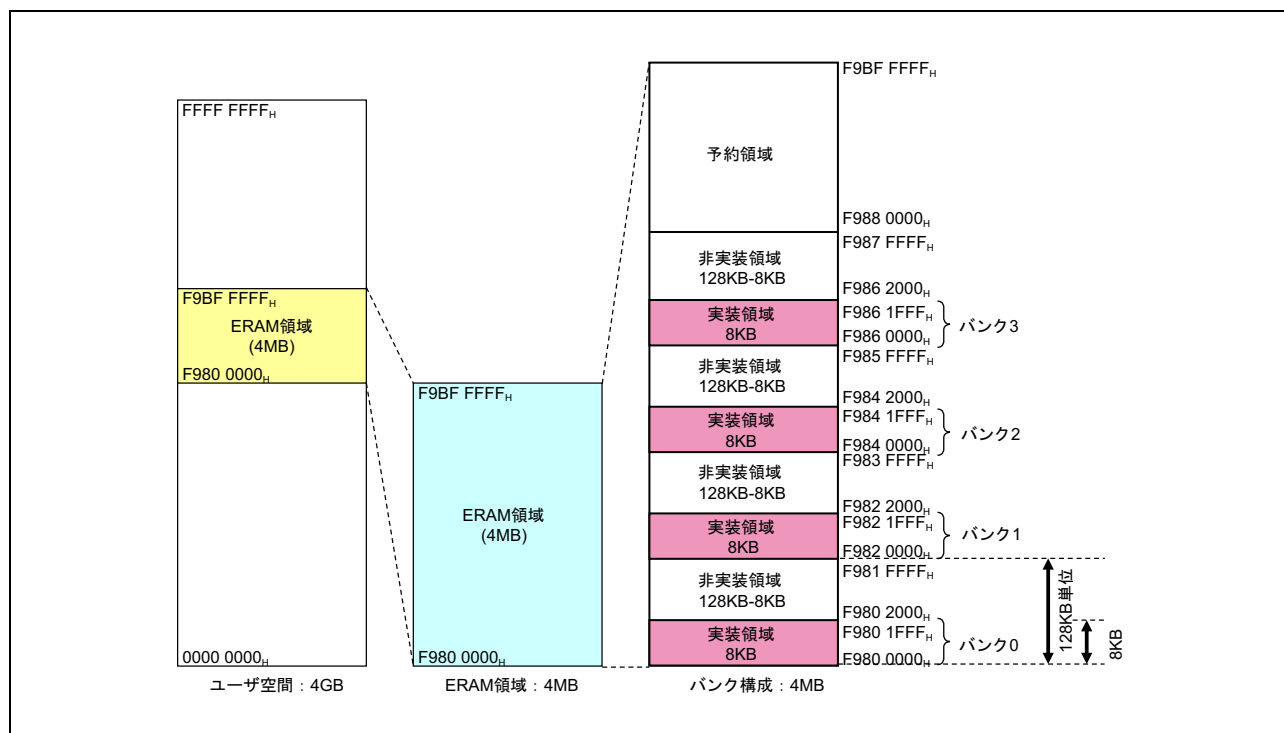 FFFF FFFFH
F9BF FFFFH
ERAM領域
(4MB)
F980 0000H
0000 0000H
ユーザ空間：4GB
F9BF FFFFH
ERAM領域
(4MB)
F980 0000H
ERAM領域：4MB
F9BF FFFFH
予約領域
F988 0000H
F987 FFFFH
非実装領域
128KB-8KB
F986 2000H
実装領域
8KB
F986 1FFFH
F986 0000H
バンク3
F985 FFFFH
非実装領域
128KB-8KB
F984 2000H
実装領域
8KB
F984 1FFFH
F984 0000H
バンク2
F983 FFFFH
非実装領域
128KB-8KB
F982 2000H
実装領域
8KB
F982 1FFFH
F982 0000H
バンク1
F981 FFFFH
非実装領域
128KB-8KB
F980 2000H
実装領域
8KB
F980 1FFFH
F980 0000H
バンク0
128KB単位
8KB
バンク構成：4MB